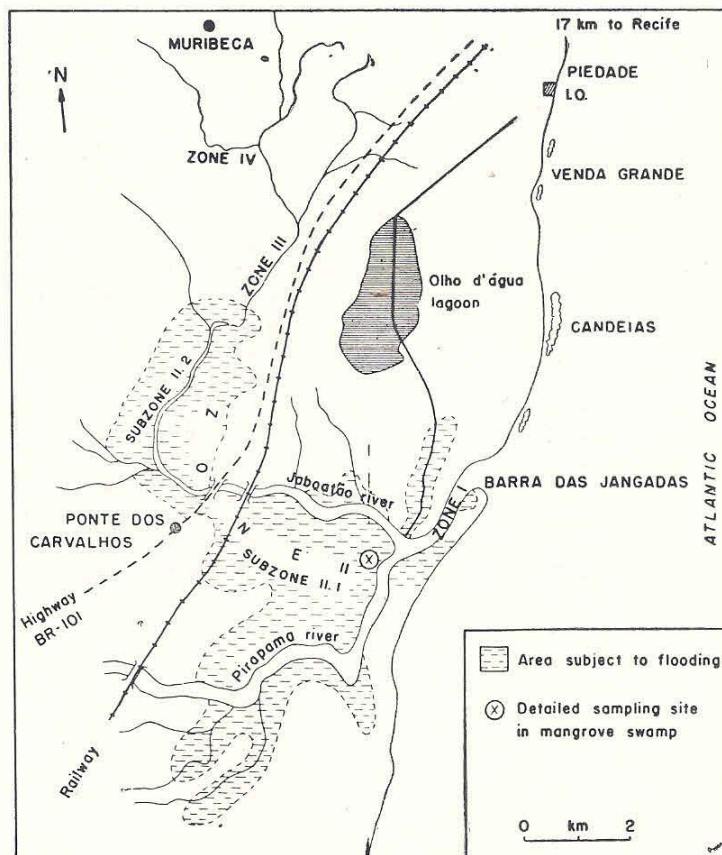 17 km to Recife
MURIBECA
PIEDADE
I.O.
N
ZONE IV
VENDA GRANDE
ZONE III
Olho d'água
lagoon
CANDEIAS
SUBZONE II.2
ATLANTIC OCEAN
Jaboatão river
BARRA DAS JANGADAS
ZONE I
PONTE DOS
CARVALHOS
ZONE II
SUBZONE II.1
Highway
BR-101
Pirapama river
Railway
Area subject to flooding
Detailed sampling site
in mangrove swamp
0 km 2